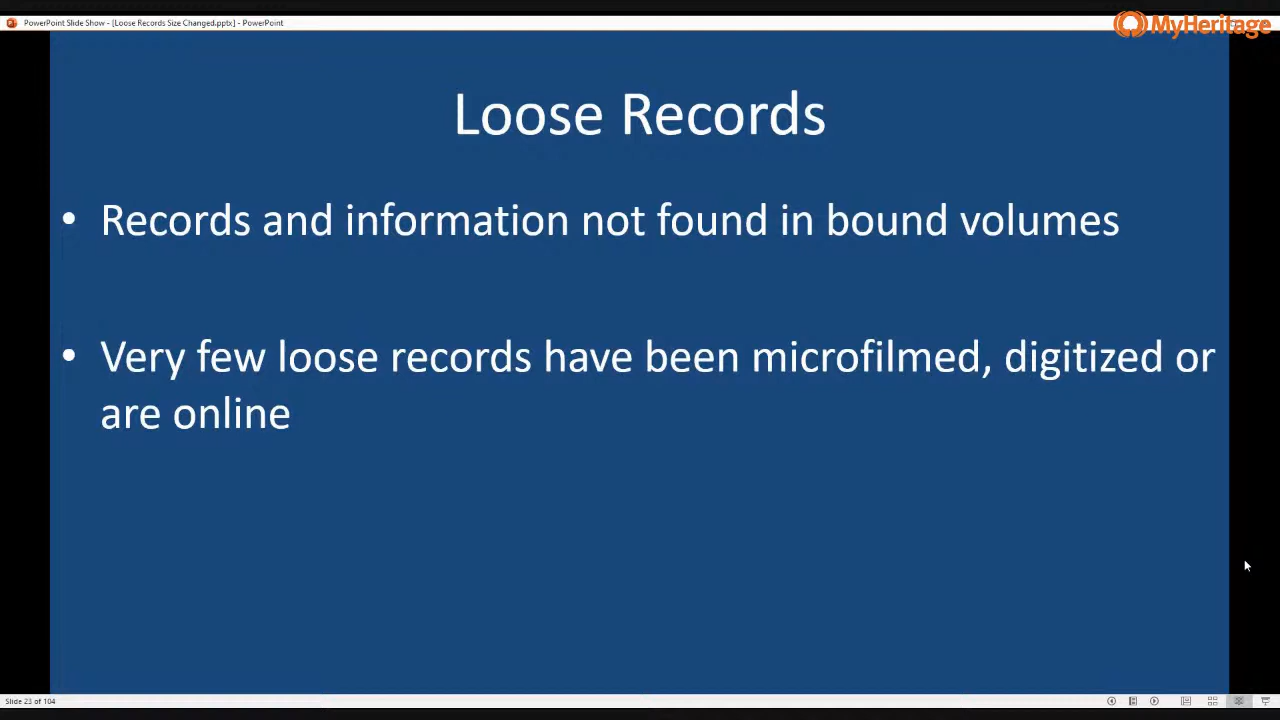 PowerPoint Slide Show - [Loose Records Size Changed.pptx] - PowerPoint
MyHeritage
Loose Records
• Records and information not found in bound volumes
• Very few loose records have been microfilmed, digitized or
are online
Slide 23 of 104